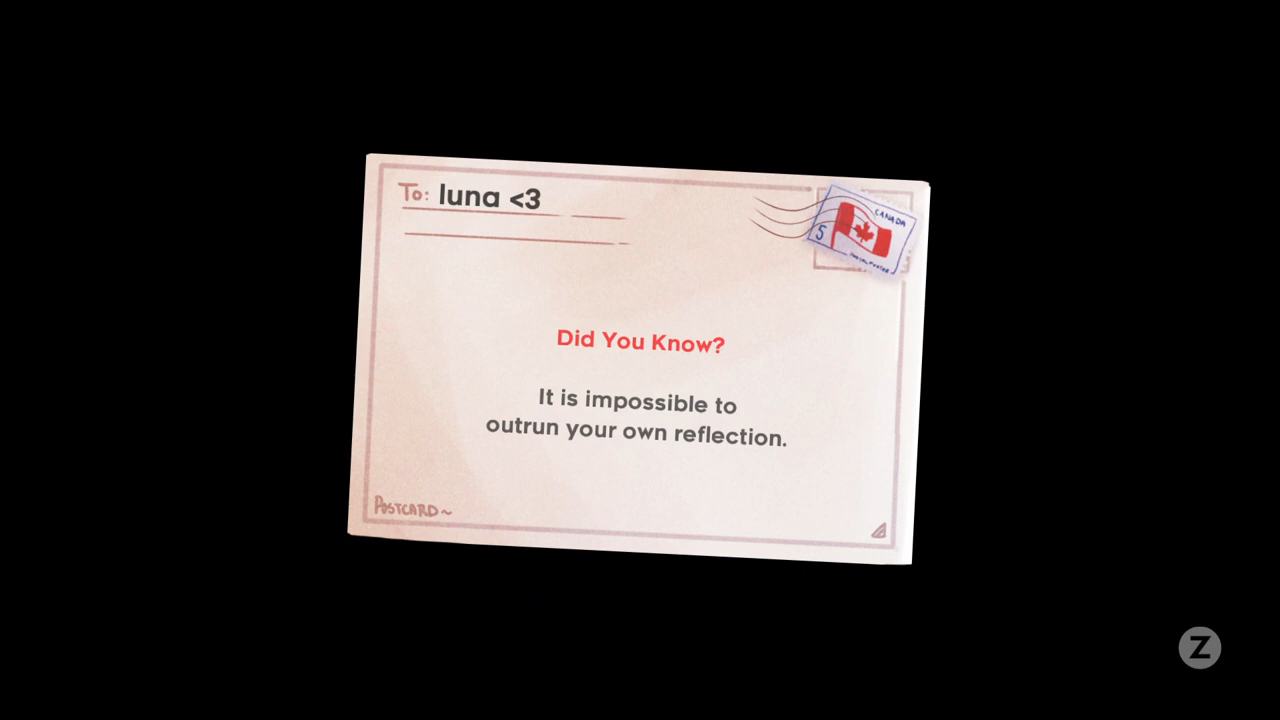 To: luna <3
CANADA
5
Did You Know?
It is impossible to
outrun your own reflection.
POSTCARD~
Z